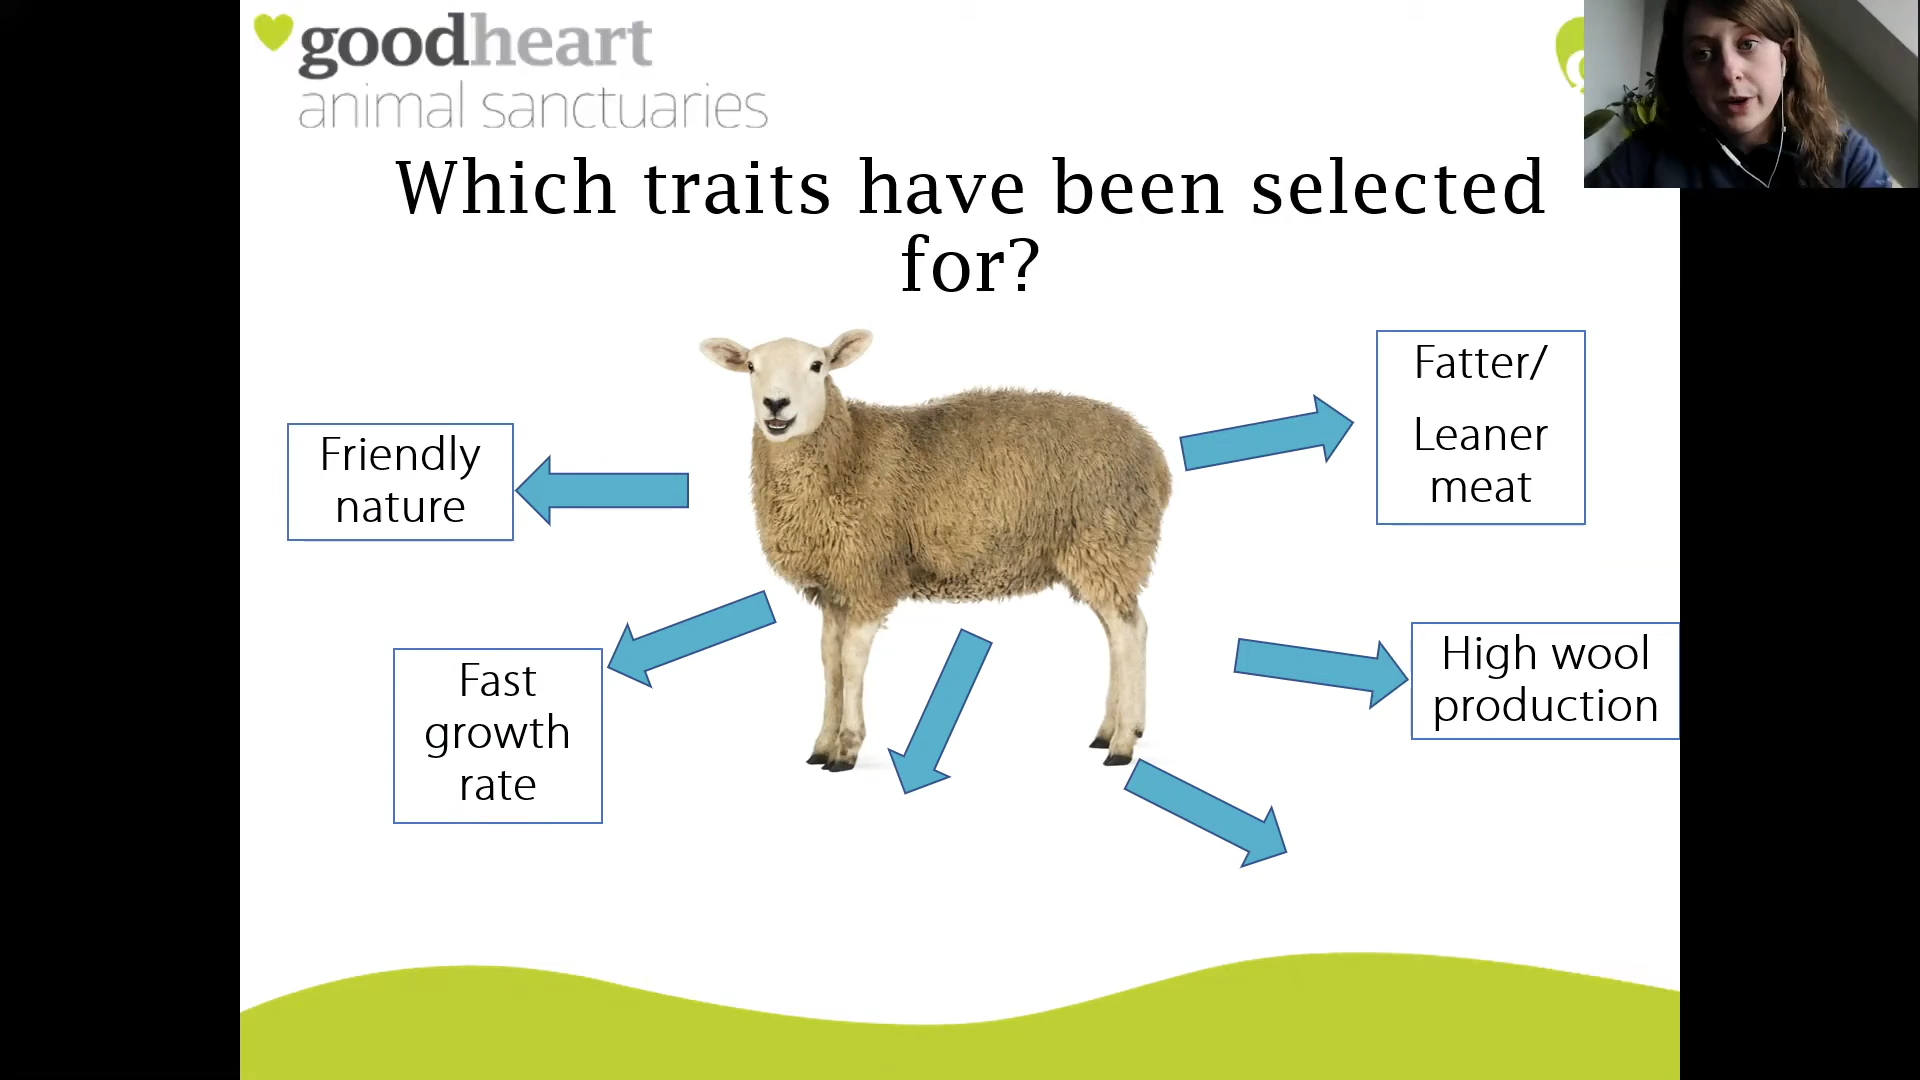 goodheart
animal sanctuaries
Which traits have been selected
for?
Friendly
nature
Fatter/
Leaner
meat
Fast
growth
rate
High wool
production